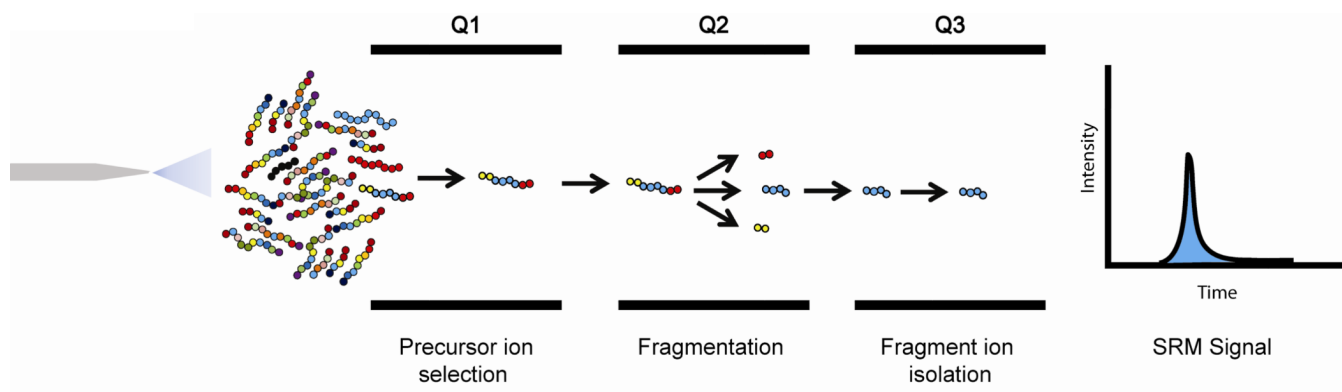 Q1
Q2
Q3
Intensity
Time
Precursor ion
selection
Fragmentation
Fragment ion
isolation
SRM Signal